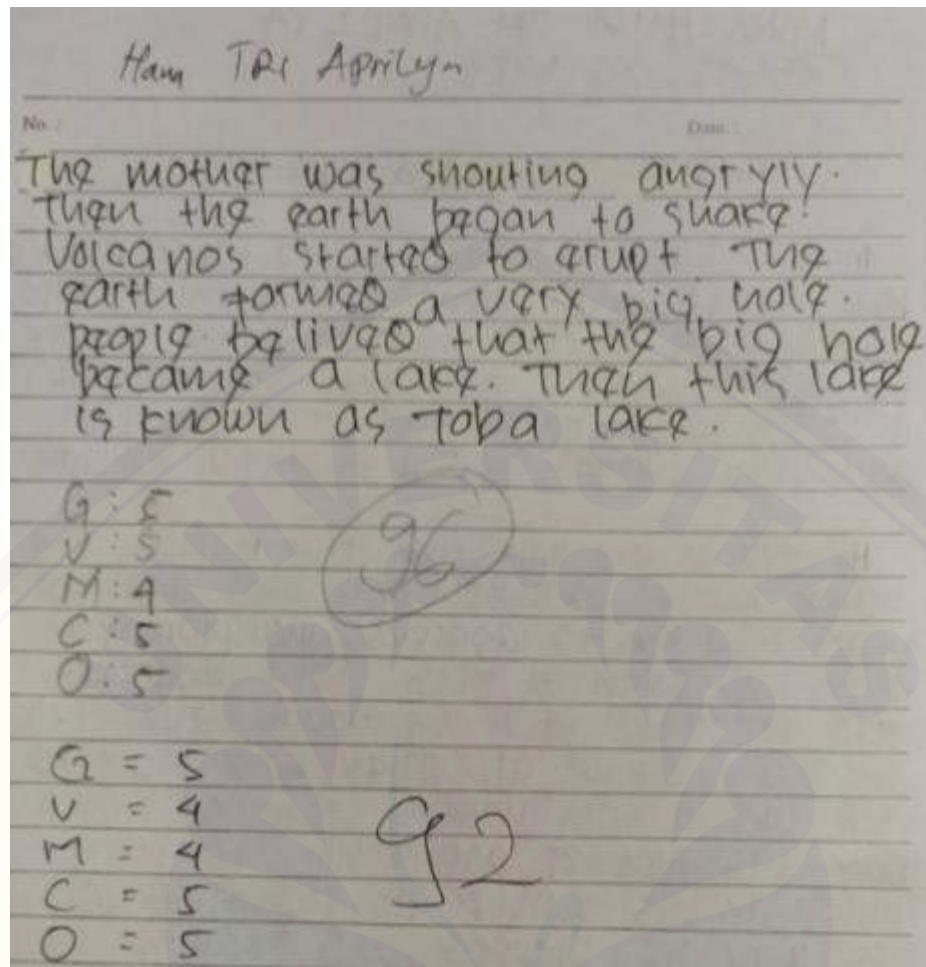 Hana TRI Aprilyn
No. :
Date :
The mother was shouting angryly.
Then the earth began to shake.
Volcanos started to erupt. The
earth formed a very big hole.
people belived that the big hole
became a lake. Then this lake
is known as Toba lake.
G : 5
V : 5
M : 4
C : 5
O : 5
96
G = 5
V = 4
M = 4
C = 5
O = 5
92
UNIVERSITAS